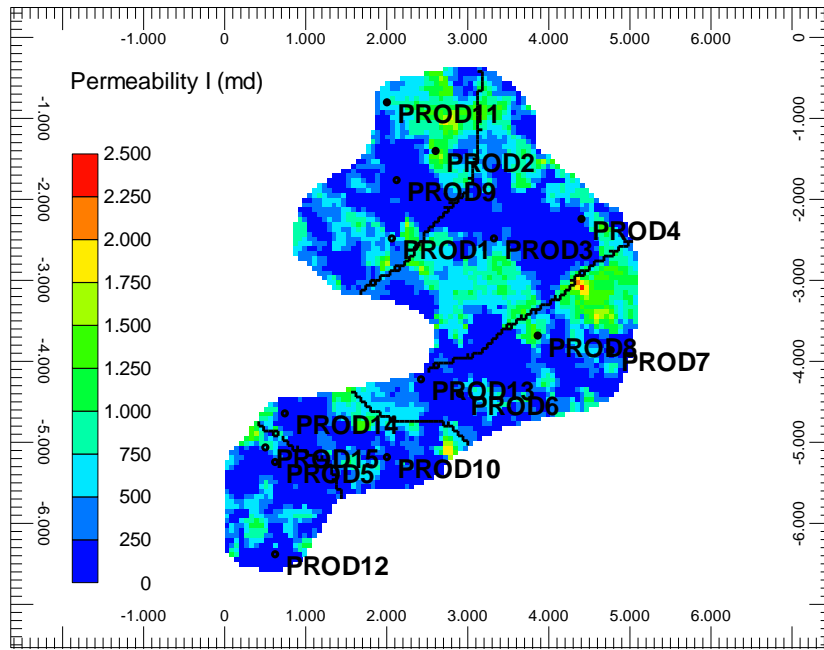 -1.000 0 1.000 2.000 3.000 4.000 5.000 6.000
0
-1.000
-2.000
-3.000
-4.000
-5.000
-6.000
Permeability I (md)
2.500
2.250
2.000
1.750
1.500
1.250
1.000
750
500
250
0
PROD11
PROD2
PROD9
PROD4
PROD1
PROD3
PROD8
PROD7
PROD13
PROD6
PROD14
PROD15
PROD10
PROD5
PROD12
0
-1.000
-2.000
-3.000
-4.000
-5.000
-6.000
-1.000 0 1.000 2.000 3.000 4.000 5.000 6.000